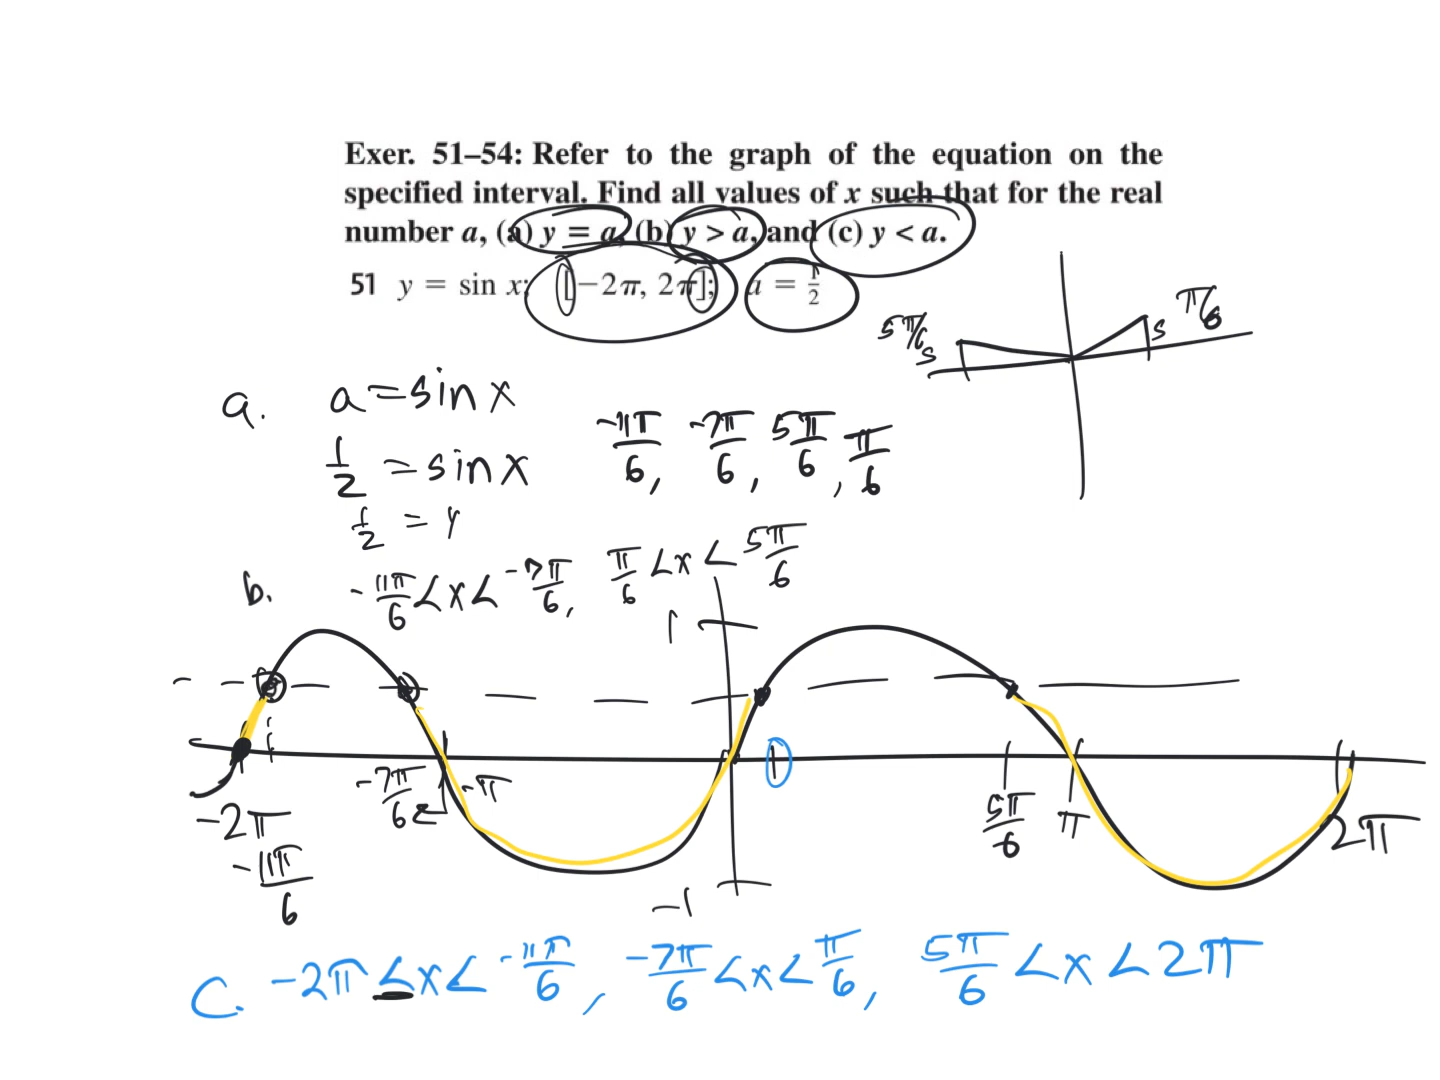 Exer. 51–54: Refer to the graph of the equation on the
specified interval. Find all values of x such that for the real
number a, (a) y = a, (b) y > a, and (c) y < a.
51 y = sin x; [−2π, 2π]; a = 1/2
5π/6 s
s π/6
a. a = sin x
-11π/6, -7π/6, 5π/6, π/6
1/2 = sin x
1/2 = y
b. -11π/6 < x < -7π/6, π/6 < x < 5π/6
1
-7π/6
-π
-2π
5π/6
π
2π
-11π/6
-1
C. -2π ≤ x < -11π/6, -7π/6 < x < π/6, 5π/6 < x < 2π